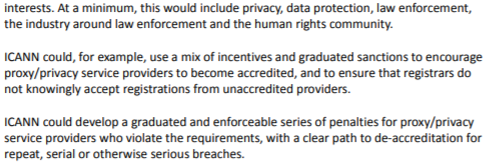 interests. At a minimum, this would include privacy, data protection, law enforcement,
the industry around law enforcement and the human rights community.
ICANN could, for example, use a mix of incentives and graduated sanctions to encourage
proxy/privacy service providers to become accredited, and to ensure that registrars do
not knowingly accept registrations from unaccredited providers.
ICANN could develop a graduated and enforceable series of penalties for proxy/privacy
service providers who violate the requirements, with a clear path to de-accreditation for
repeat, serial or otherwise serious breaches.